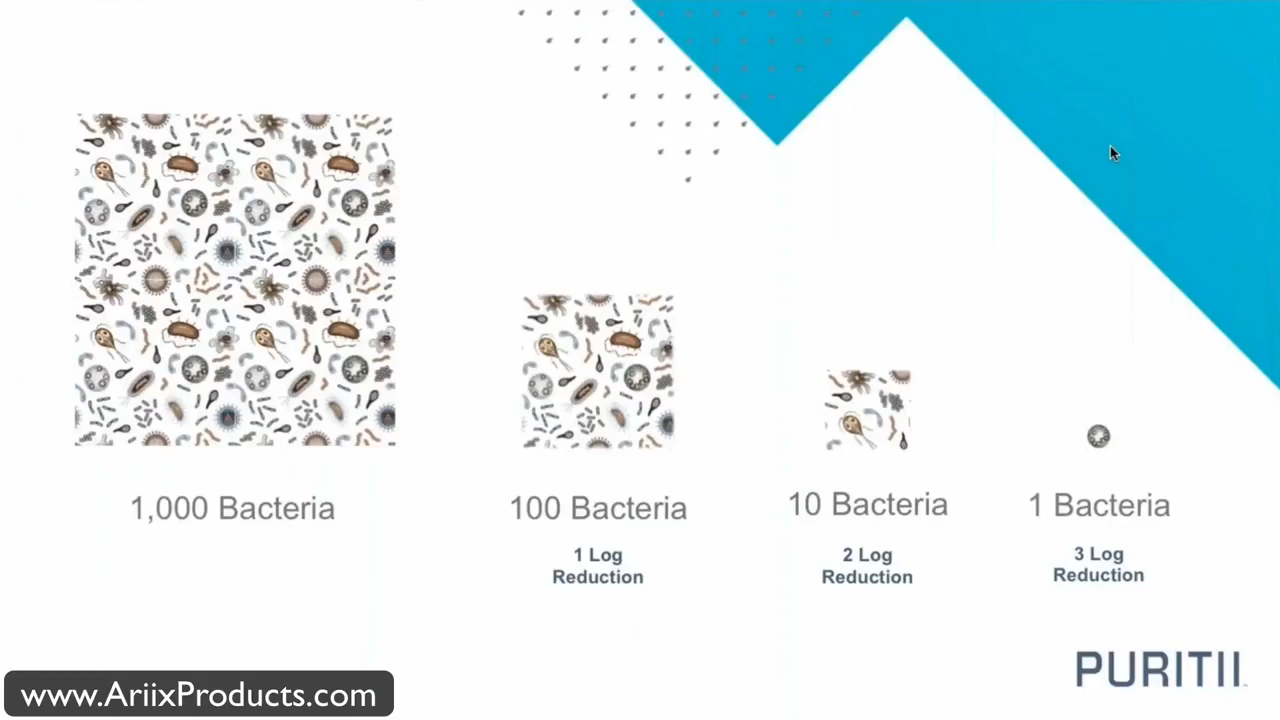 1,000 Bacteria
100 Bacteria
1 Log
Reduction
10 Bacteria
2 Log
Reduction
1 Bacteria
3 Log
Reduction
PURITII
www.AriixProducts.com